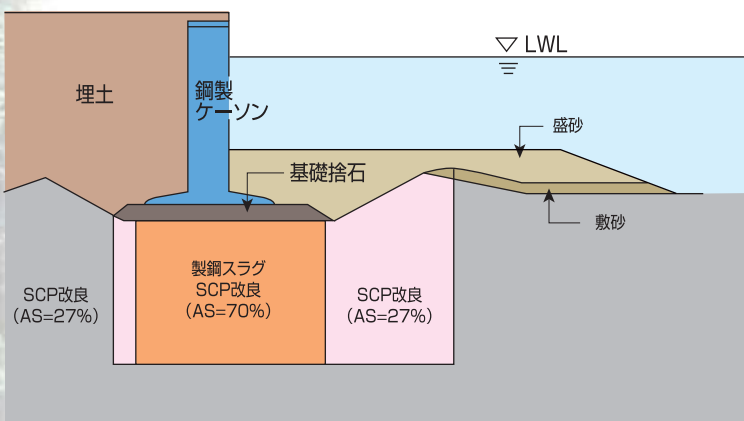 ▽ LWL
埋土
鋼製
ケーソン
盛砂
基礎捨石
敷砂
製鋼スラグ
SCP改良
(AS=70%)
SCP改良
(AS=27%)
SCP改良
(AS=27%)